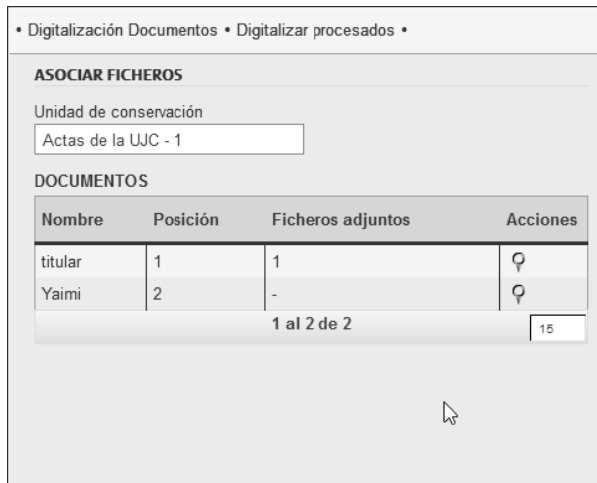 • Digitalización Documentos • Digitalizar procesados •
ASOCIAR FICHEROS
Unidad de conservación
Actas de la UJC - 1
DOCUMENTOS
Nombre Posición Ficheros adjuntos Acciones
titular 1 1
Yaimi 2 -
1 al 2 de 2 15